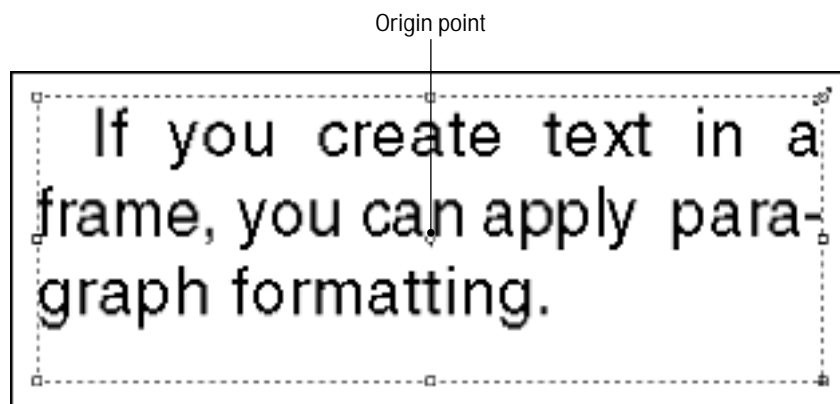 Origin point
If you create text in a
frame, you can apply para-
graph formatting.